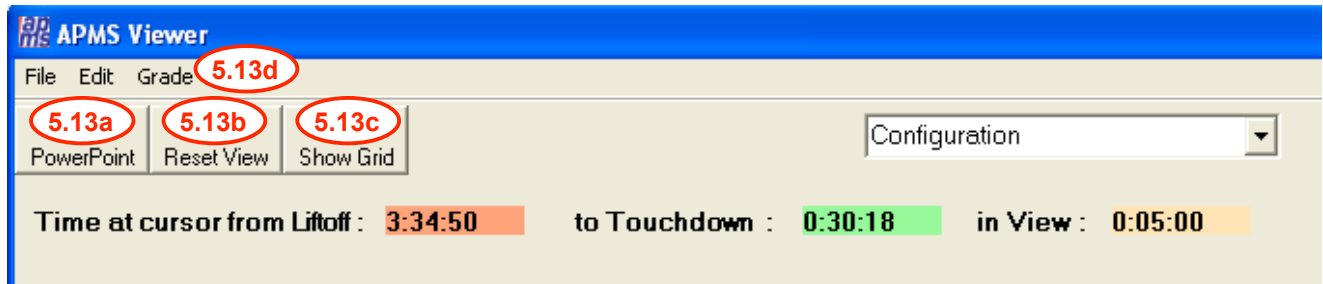 apms APMS Viewer
File Edit Grade 5.13d
5.13a 5.13b 5.13c
PowerPoint Reset View Show Grid Configuration
Time at cursor from Liftoff : 3:34:50 to Touchdown : 0:30:18 in View : 0:05:00